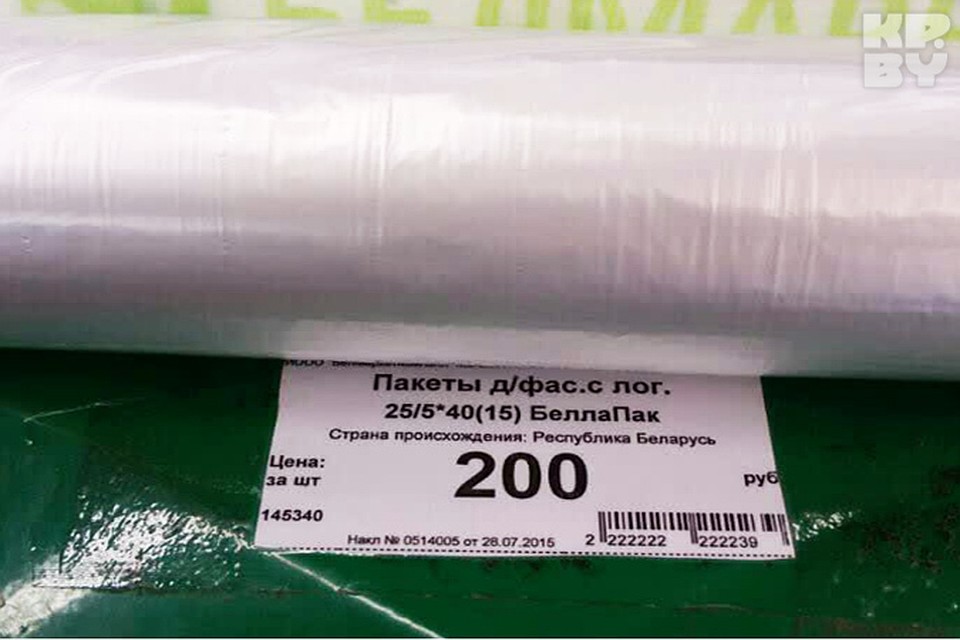 KP.
BY
Пакеты д/фас.с лог.
25/5*40(15) БеллаПак
Страна происхождения: Республика Беларусь
Цена:
за шт
200
руб
145340
Накл № 0514005 от 28.07.2015
2 222222 222239